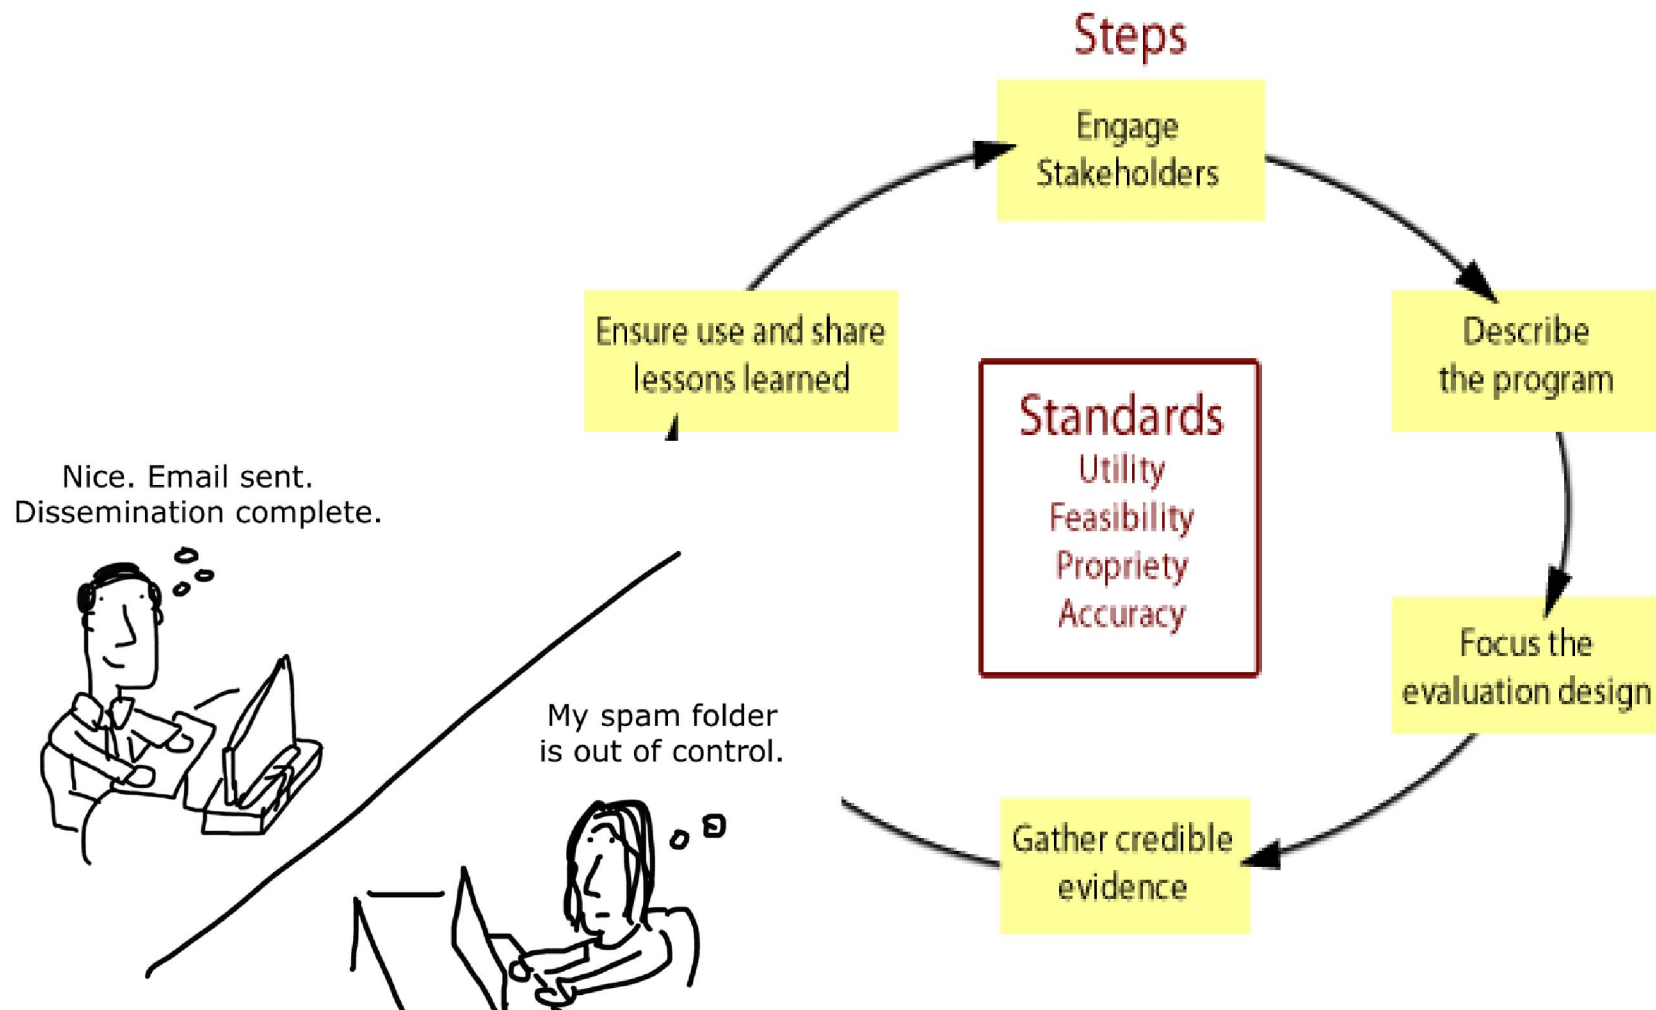 Steps
Engage
Stakeholders
Ensure use and share
lessons learned
Describe
the program
Standards
Utility
Feasibility
Propriety
Accuracy
Nice. Email sent.
Dissemination complete.
Focus the
evaluation design
My spam folder
is out of control.
Gather credible
evidence